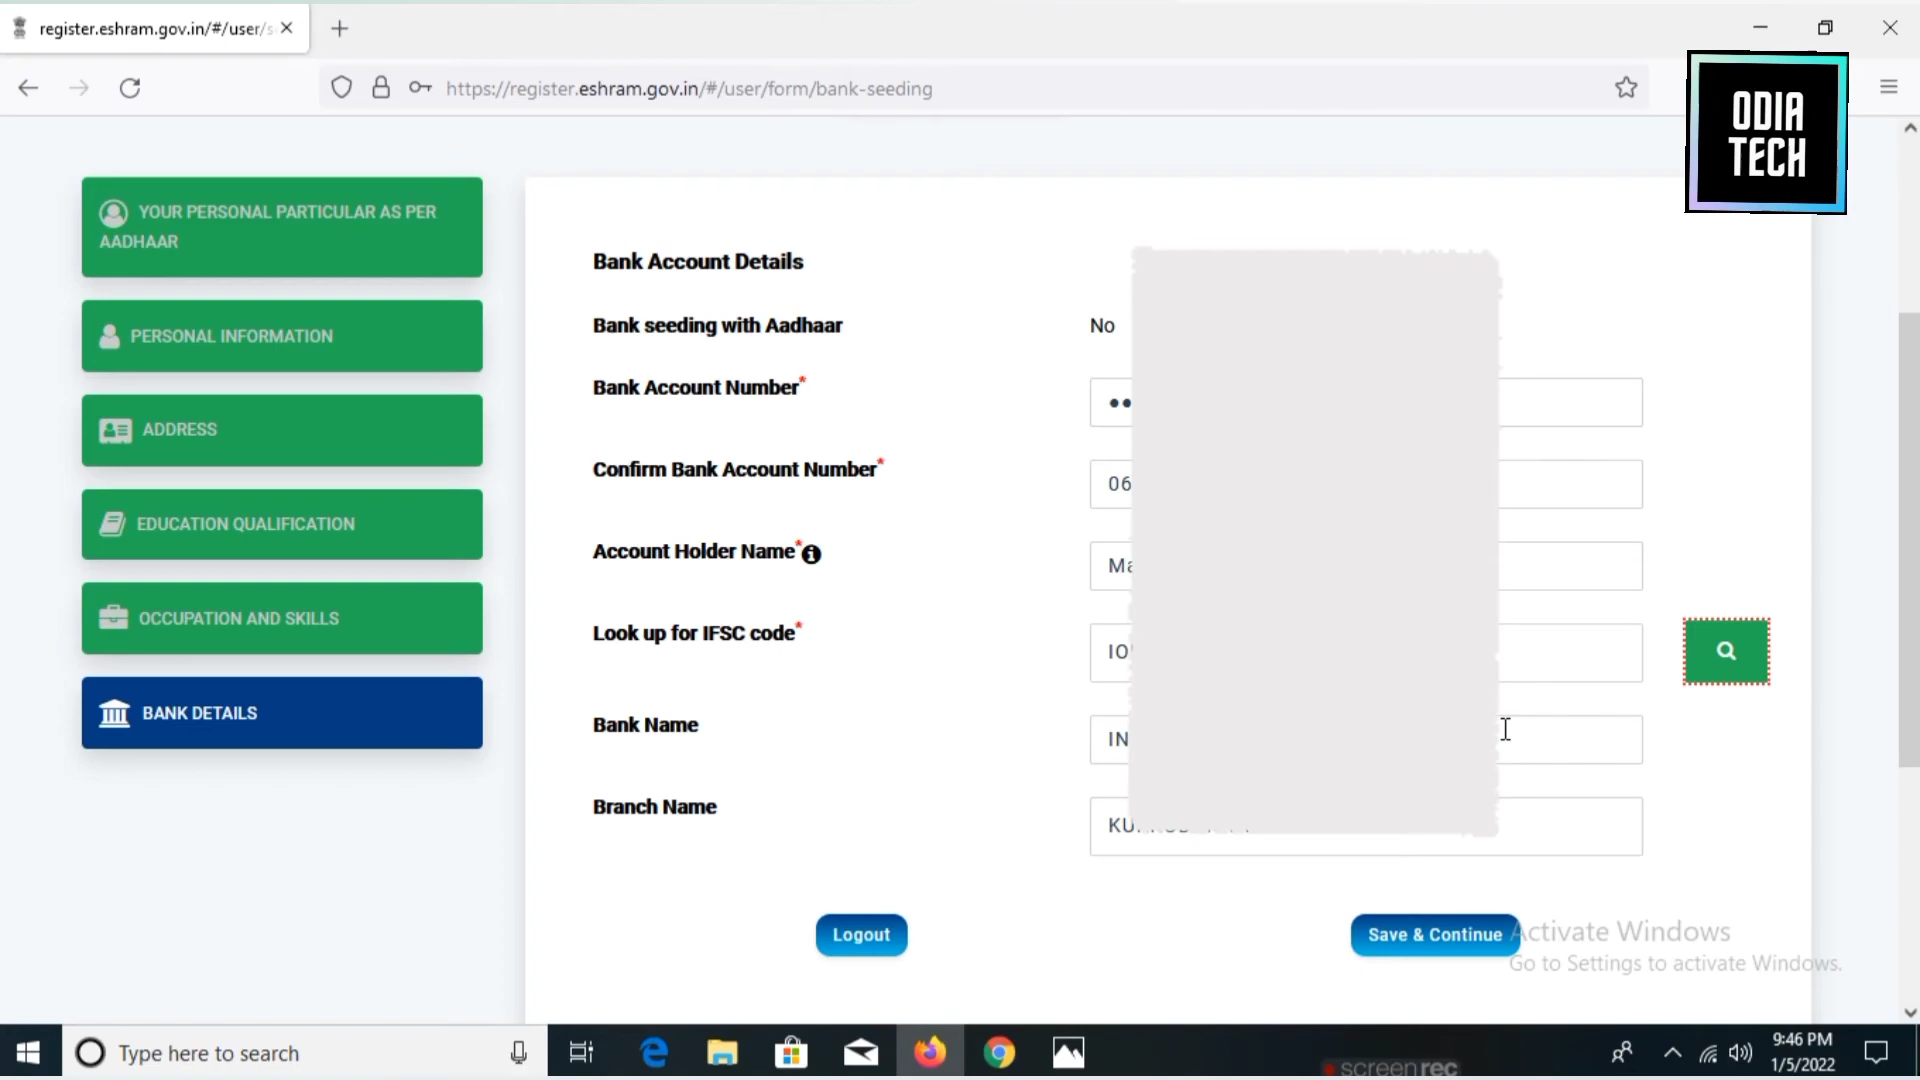 register.eshram.gov.in/#/user/s
https://register.eshram.gov.in/#/user/form/bank-seeding
ODIA
TECH
YOUR PERSONAL PARTICULAR AS PER
AADHAAR
PERSONAL INFORMATION
ADDRESS
EDUCATION QUALIFICATION
OCCUPATION AND SKILLS
BANK DETAILS
Bank Account Details
Bank seeding with Aadhaar No
Bank Account Number* ••
Confirm Bank Account Number* 06
Account Holder Name*
Look up for IFSC code* IO
Bank Name IN
Branch Name
Logout
Save & Continue
Activate Windows
Go to Settings to activate Windows.
Type here to search
screenrec
9:46 PM
1/5/2022